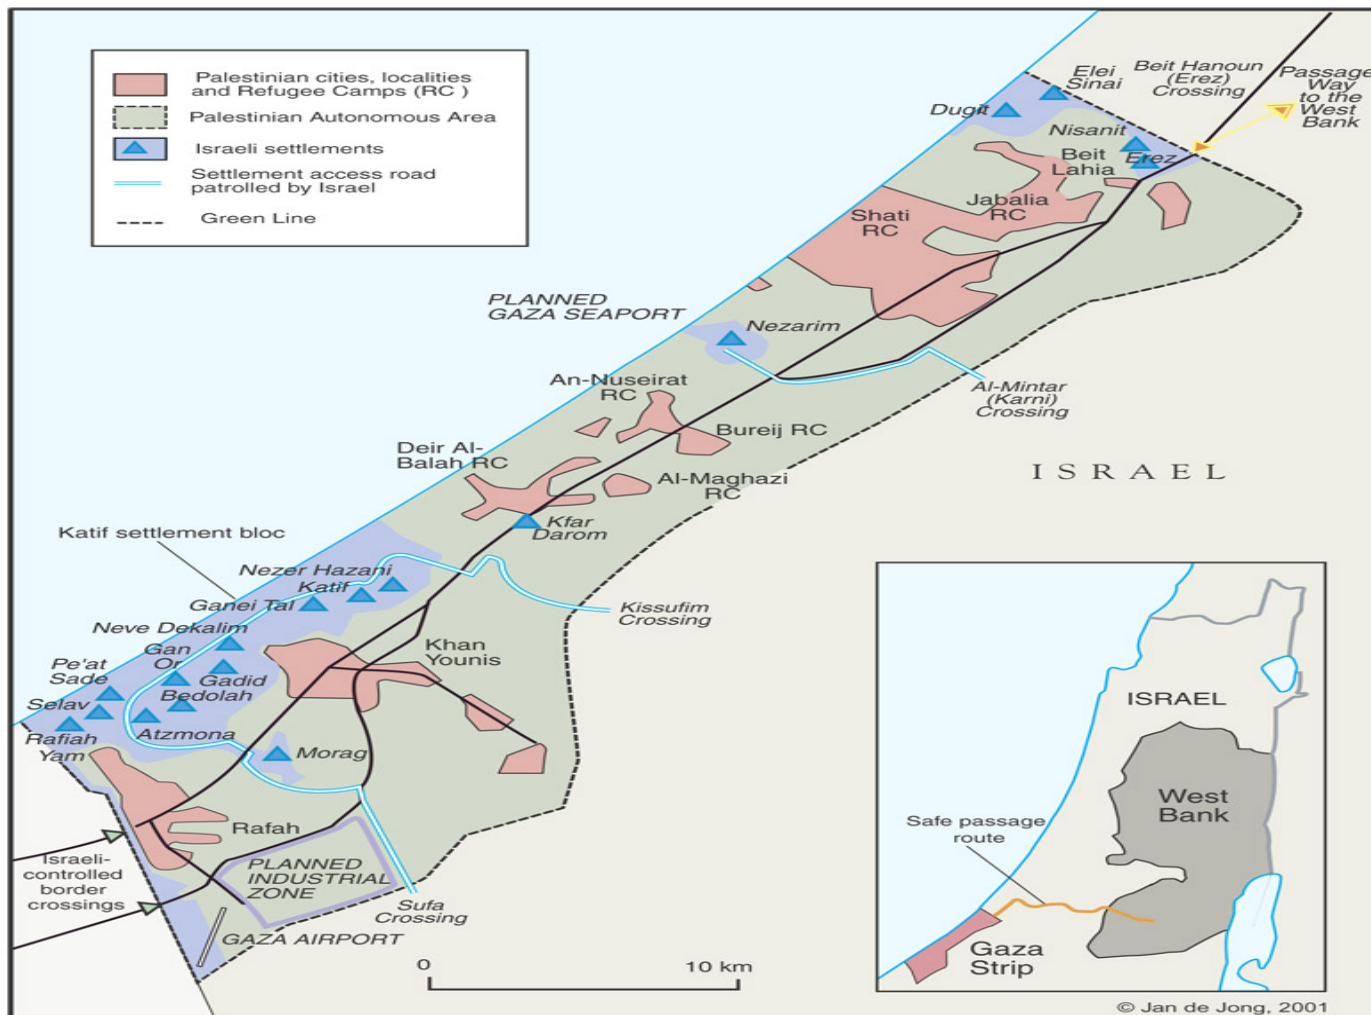 Palestinian cities, localities
and Refugee Camps (RC )
Palestinian Autonomous Area
Israeli settlements
Settlement access road
patrolled by Israel
Green Line
Elei
Sinai
Dugit
Beit Hanoun
(Erez)
Crossing
Passage
Way
to the
West
Bank
Nisanit
Erez
Beit
Lahia
Jabalia
RC
Shati
RC
PLANNED
GAZA SEAPORT
Nezarim
Al-Mintar
(Karni)
Crossing
An-Nuseirat
RC
Bureij RC
Deir Al-
Balah RC
Al-Maghazi
RC
Kfar
Darom
ISRAEL
Katif settlement bloc
Nezer Hazani
Katif
Ganei Tal
Kissufim
Crossing
Neve Dekalim
Gan
Or
Gadid
Pe'at
Sade
Bedolah
Selav
Atzmona
Rafiah
Yam
Khan
Younis
Morag
Rafah
Israeli-
controlled
border
crossings
PLANNED
INDUSTRIAL
ZONE
Sufa
Crossing
GAZA AIRPORT
0
10 km
ISRAEL
West
Bank
Safe passage
route
Gaza
Strip
© Jan de Jong, 2001